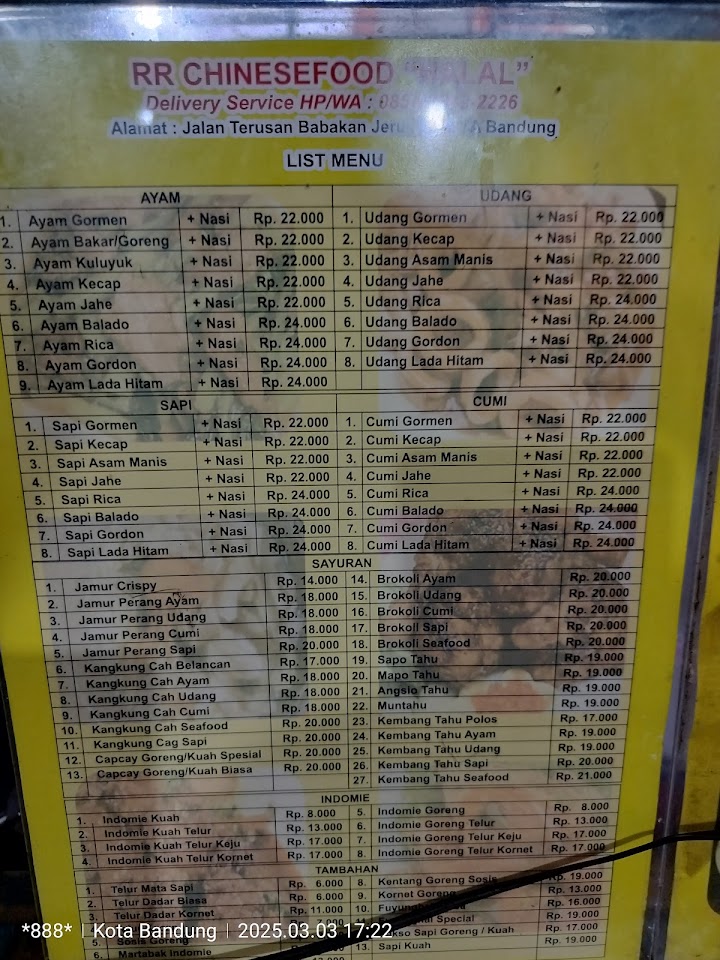 RR CHINESEFOOD "HALAL"
Delivery Service HP/WA : 2226
Alamat : Jalan Terusan Babakan Bandung
LIST MENU
AYAM
1. Ayam Gormen + Nasi Rp. 22.000
2. Ayam Bakar/Goreng + Nasi Rp. 22.000
3. Ayam Kuluyuk + Nasi Rp. 22.000
4. Ayam Kecap + Nasi Rp. 22.000
5. Ayam Jahe + Nasi Rp. 22.000
6. Ayam Balado + Nasi Rp. 24.000
7. Ayam Rica + Nasi Rp. 24.000
8. Ayam Gordon + Nasi Rp. 24.000
9. Ayam Lada Hitam + Nasi Rp. 24.000
UDANG
1. Udang Gormen + Nasi Rp. 22.000
2. Udang Kecap + Nasi Rp. 22.000
3. Udang Asam Manis + Nasi Rp. 22.000
4. Udang Jahe + Nasi Rp. 22.000
5. Udang Rica + Nasi Rp. 24.000
6. Udang Balado + Nasi Rp. 24.000
7. Udang Gordon + Nasi Rp. 24.000
8. Udang Lada Hitam + Nasi Rp. 24.000
SAPI
1. Sapi Gormen + Nasi Rp. 22.000
2. Sapi Kecap + Nasi Rp. 22.000
3. Sapi Asam Manis + Nasi Rp. 22.000
4. Sapi Jahe + Nasi Rp. 22.000
5. Sapi Rica + Nasi Rp. 24.000
6. Sapi Balado + Nasi Rp. 24.000
7. Sapi Gordon + Nasi Rp. 24.000
8. Sapi Lada Hitam + Nasi Rp. 24.000
CUMI
1. Cumi Gormen + Nasi Rp. 22.000
2. Cumi Kecap + Nasi Rp. 22.000
3. Cumi Asam Manis + Nasi Rp. 22.000
4. Cumi Jahe + Nasi Rp. 22.000
5. Cumi Rica + Nasi Rp. 24.000
6. Cumi Balado + Nasi Rp. 24.000
7. Cumi Gordon + Nasi Rp. 24.000
8. Cumi Lada Hitam + Nasi Rp. 24.000
SAYURAN
1. Jamur Crispy Rp. 14.000
2. Jamur Perang Ayam Rp. 18.000
3. Jamur Perang Udang Rp. 18.000
4. Jamur Perang Cumi Rp. 18.000
5. Jamur Perang Sapi Rp. 20.000
6. Kangkung Cah Belancan Rp. 17.000
7. Kangkung Cah Ayam Rp. 18.000
8. Kangkung Cah Udang Rp. 18.000
9. Kangkung Cah Cumi Rp. 18.000
10. Kangkung Cah Seafood Rp. 20.000
11. Kangkung Cag Sapi Rp. 20.000
12. Capcay Goreng/Kuah Spesial Rp. 20.000
13. Capcay Goreng/Kuah Biasa Rp. 20.000
14. Brokoli Ayam Rp. 20.000
15. Brokoli Udang Rp. 20.000
16. Brokoli Cumi Rp. 20.000
17. Brokoli Sapi Rp. 20.000
18. Brokoli Seafood Rp. 20.000
19. Sapo Tahu Rp. 19.000
20. Mapo Tahu Rp. 19.000
21. Angsio Tahu Rp. 19.000
22. Muntahu Rp. 19.000
23. Kembang Tahu Polos Rp. 17.000
24. Kembang Tahu Ayam Rp. 19.000
25. Kembang Tahu Udang Rp. 19.000
26. Kembang Tahu Sapi Rp. 20.000
27. Kembang Tahu Seafood Rp. 21.000
INDOMIE
1. Indomie Kuah Rp. 8.000
2. Indomie Kuah Telur Rp. 13.000
3. Indomie Kuah Telur Keju Rp. 17.000
4. Indomie Kuah Telur Kornet Rp. 17.000
5. Indomie Goreng Rp. 8.000
6. Indomie Goreng Telur Rp. 13.000
7. Indomie Goreng Telur Keju Rp. 17.000
8. Indomie Goreng Telur Kornet Rp. 17.000
TAMBAHAN
1. Telur Mata Sapi Rp. 6.000
2. Telur Dadar Biasa Rp. 6.000
3. Telur Dadar Kornet Rp. 11.000
5. Sosis Goreng
6. Martabak Indomie
8. Kentang Goreng Sosis Rp. 19.000
9. Kornet Goreng Rp. 13.000
10. Rp. 16.000
Special Rp. 19.000
Sapi Goreng / Kuah Rp. 17.000
13. Sapi Kuah Rp. 19.000
*888* | Kota Bandung | 2025.03.03 17:22